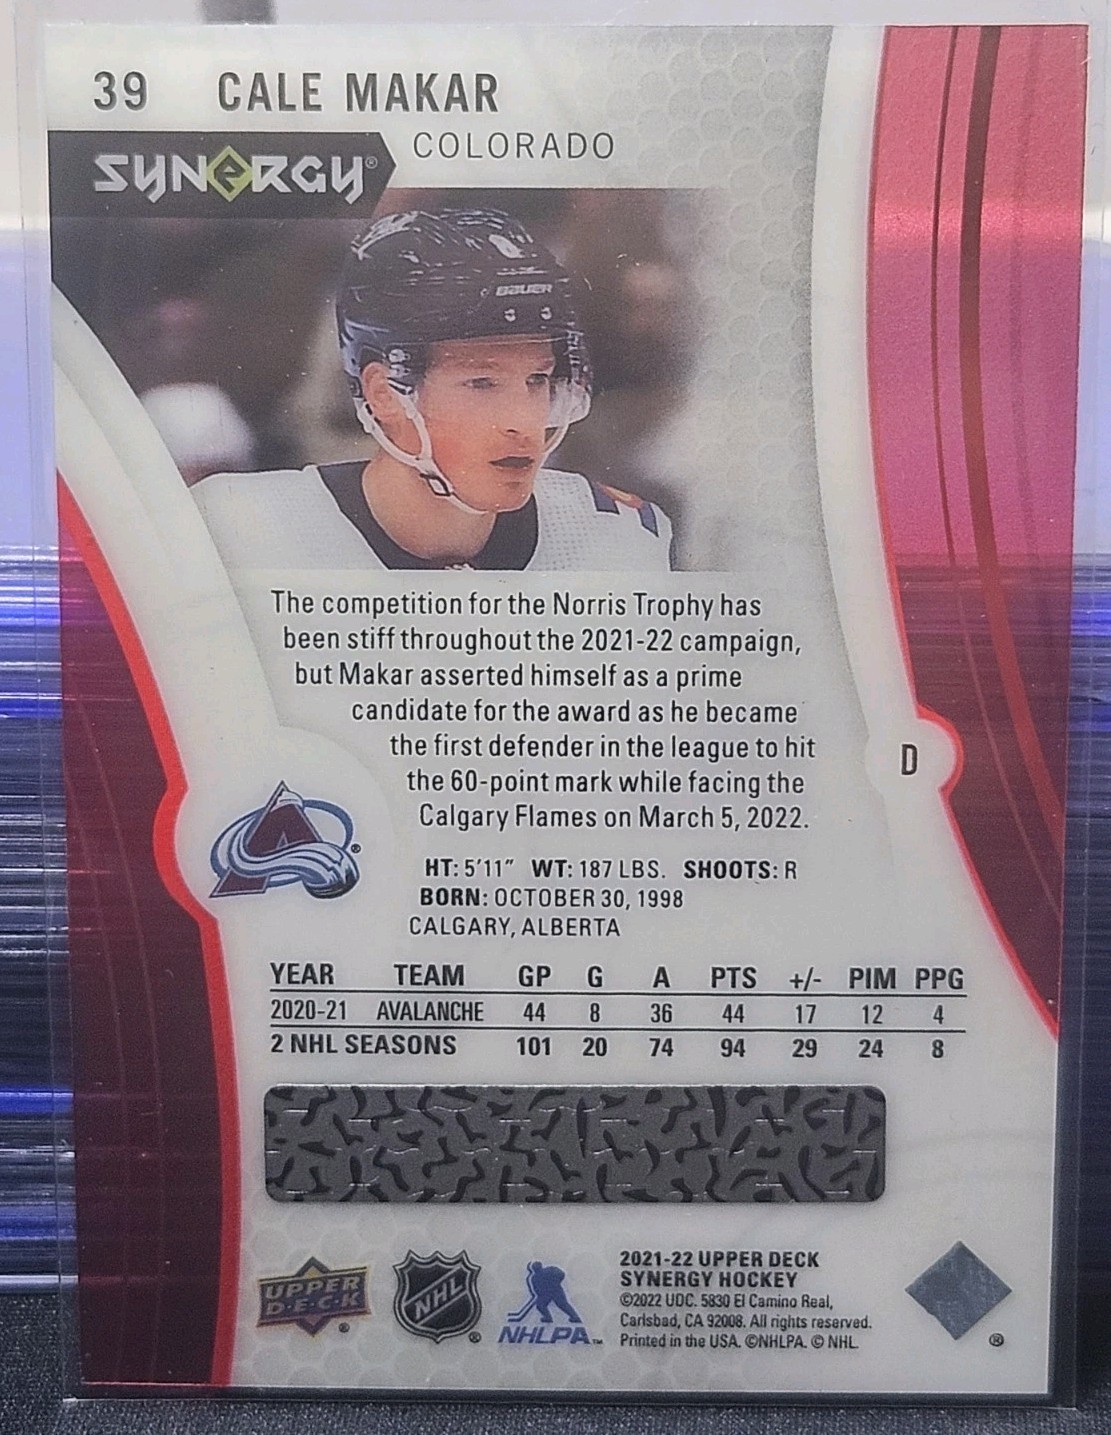 39 CALE MAKAR
COLORADO
SYNERGY®
BAUER
The competition for the Norris Trophy has
been stiff throughout the 2021-22 campaign,
but Makar asserted himself as a prime
candidate for the award as he became
the first defender in the league to hit
the 60-point mark while facing the
Calgary Flames on March 5, 2022.
D
A
®
HT: 5'11" WT: 187 LBS. SHOOTS: R
BORN: OCTOBER 30, 1998
CALGARY, ALBERTA
YEAR TEAM GP G A PTS +/- PIM PPG
2020-21 AVALANCHE 44 8 36 44 17 12 4
2 NHL SEASONS 101 20 74 94 29 24 8
UPPER
D·E·C·K
®
NHL
®
NHLPA™
2021-22 UPPER DECK
SYNERGY HOCKEY
©2022 UDC. 5830 El Camino Real,
Carlsbad, CA 92008. All rights reserved.
Printed in the USA. ©NHLPA. © NHL.
®